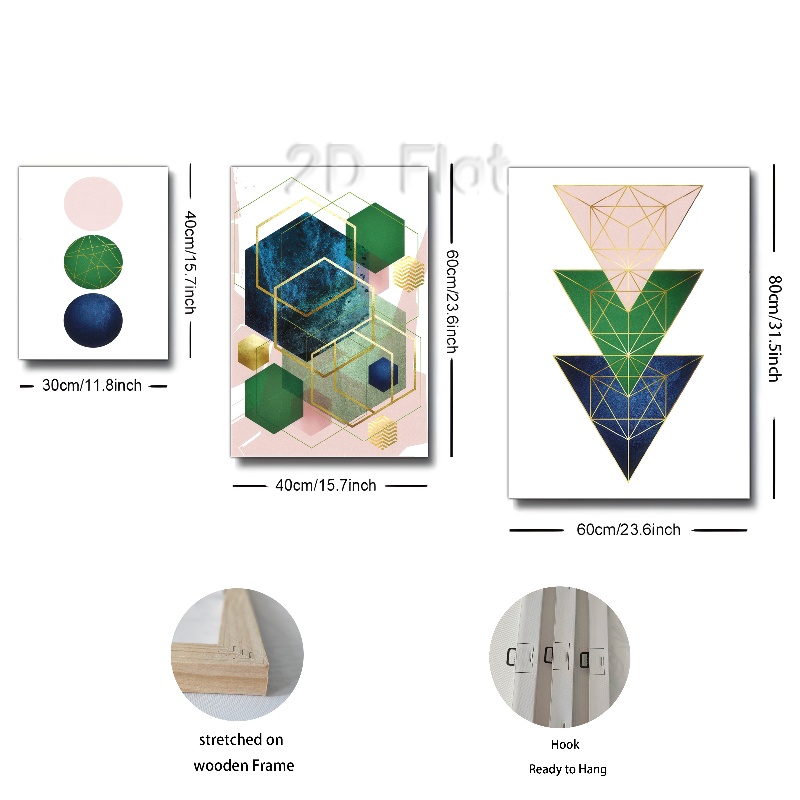 2D Flat
40cm/15.7inch
30cm/11.8inch
60cm/23.6inch
40cm/15.7inch
80cm/31.5inch
60cm/23.6inch
stretched on
wooden Frame
Hook
Ready to Hang